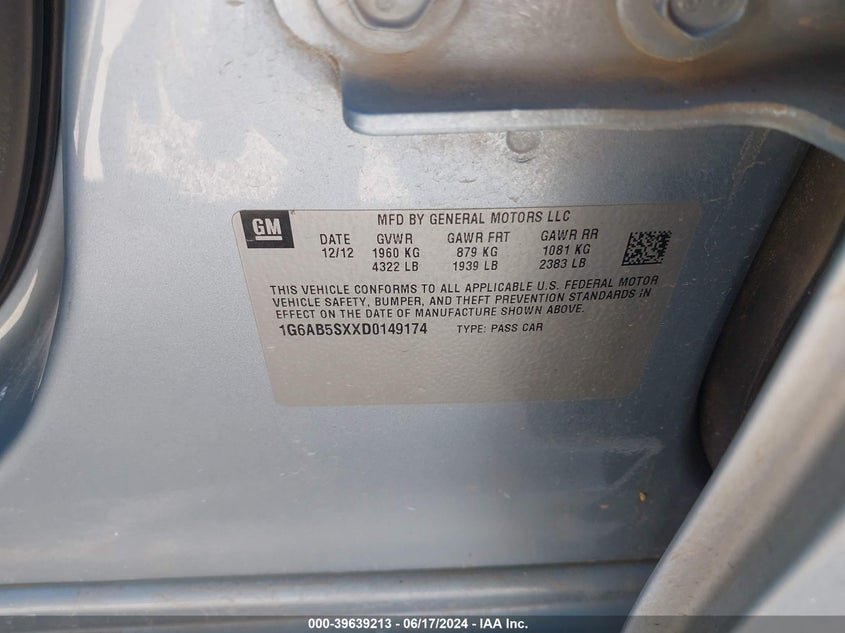 GM
MFD BY GENERAL MOTORS LLC
DATE GVWR GAWR FRT GAWR RR
12/12 1960 KG 879 KG 1081 KG
4322 LB 1939 LB 2383 LB
THIS VEHICLE CONFORMS TO ALL APPLICABLE U.S. FEDERAL MOTOR
VEHICLE SAFETY, BUMPER, AND THEFT PREVENTION STANDARDS IN
EFFECT ON THE DATE OF MANUFACTURE SHOWN ABOVE.
1G6AB5SXXD0149174 TYPE: PASS CAR
000-39639213 - 06/17/2024 - IAA Inc.